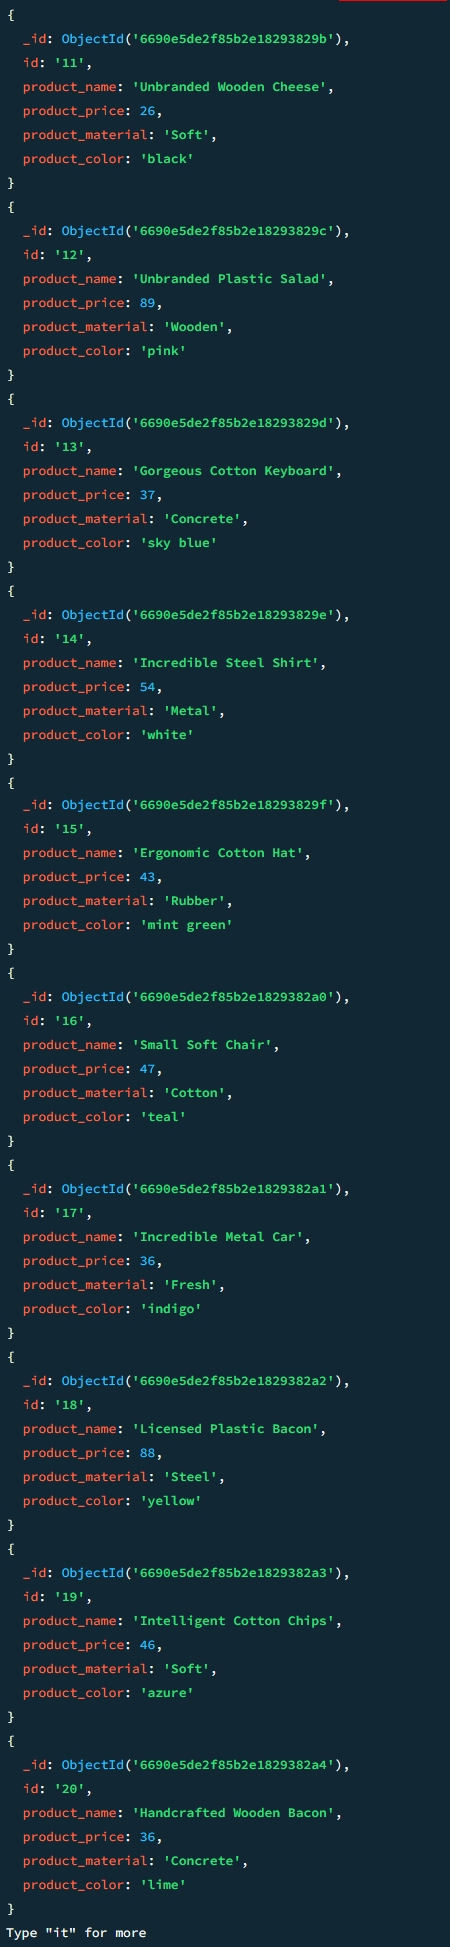 {
  _id: ObjectId('6690e5de2f85b2e18293829b'),
  id: '11',
  product_name: 'Unbranded Wooden Cheese',
  product_price: 26,
  product_material: 'Soft',
  product_color: 'black'
}
{
  _id: ObjectId('6690e5de2f85b2e18293829c'),
  id: '12',
  product_name: 'Unbranded Plastic Salad',
  product_price: 89,
  product_material: 'Wooden',
  product_color: 'pink'
}
{
  _id: ObjectId('6690e5de2f85b2e18293829d'),
  id: '13',
  product_name: 'Gorgeous Cotton Keyboard',
  product_price: 37,
  product_material: 'Concrete',
  product_color: 'sky blue'
}
{
  _id: ObjectId('6690e5de2f85b2e18293829e'),
  id: '14',
  product_name: 'Incredible Steel Shirt',
  product_price: 54,
  product_material: 'Metal',
  product_color: 'white'
}
{
  _id: ObjectId('6690e5de2f85b2e18293829f'),
  id: '15',
  product_name: 'Ergonomic Cotton Hat',
  product_price: 43,
  product_material: 'Rubber',
  product_color: 'mint green'
}
{
  _id: ObjectId('6690e5de2f85b2e1829382a0'),
  id: '16',
  product_name: 'Small Soft Chair',
  product_price: 47,
  product_material: 'Cotton',
  product_color: 'teal'
}
{
  _id: ObjectId('6690e5de2f85b2e1829382a1'),
  id: '17',
  product_name: 'Incredible Metal Car',
  product_price: 36,
  product_material: 'Fresh',
  product_color: 'indigo'
}
{
  _id: ObjectId('6690e5de2f85b2e1829382a2'),
  id: '18',
  product_name: 'Licensed Plastic Bacon',
  product_price: 88,
  product_material: 'Steel',
  product_color: 'yellow'
}
{
  _id: ObjectId('6690e5de2f85b2e1829382a3'),
  id: '19',
  product_name: 'Intelligent Cotton Chips',
  product_price: 46,
  product_material: 'Soft',
  product_color: 'azure'
}
{
  _id: ObjectId('6690e5de2f85b2e1829382a4'),
  id: '20',
  product_name: 'Handcrafted Wooden Bacon',
  product_price: 36,
  product_material: 'Concrete',
  product_color: 'lime'
}
Type "it" for more